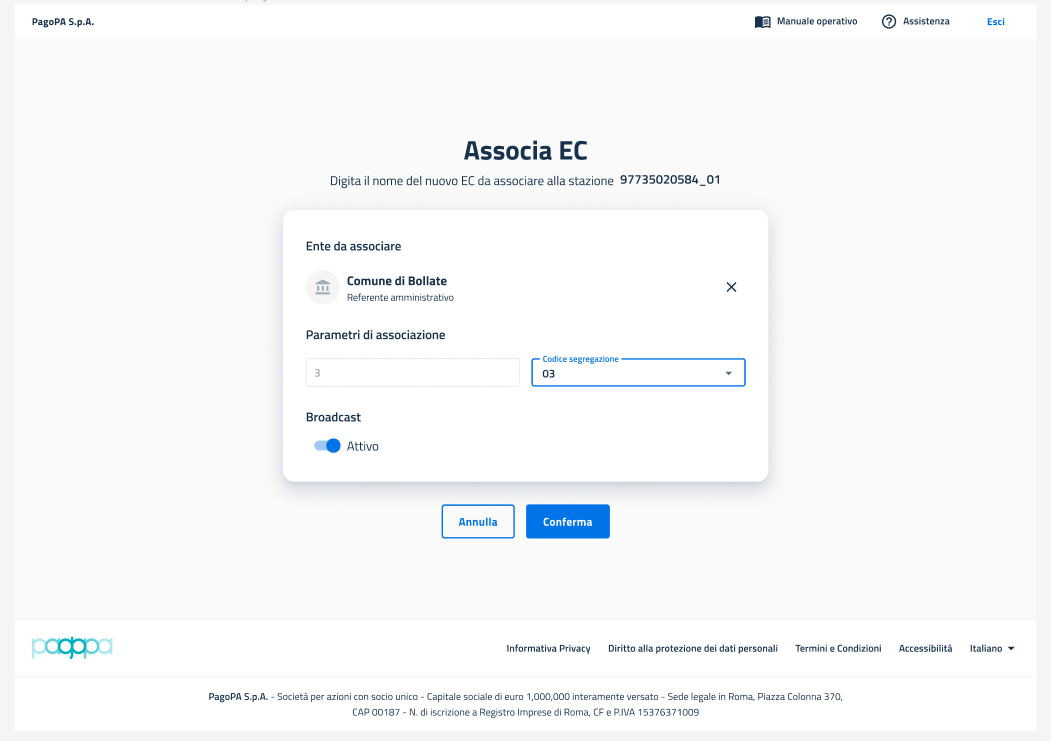 PagoPA S.p.A.
Manuale operativo
Assistenza
Esci
Associa EC
Digita il nome del nuovo EC da associare alla stazione 97735020584_01
Ente da associare
Comune di Bollate
Referente amministrativo
Parametri di associazione
3
Codice segregazione
03
Broadcast
Attivo
Annulla
Conferma
pagopa
Informativa Privacy
Diritto alla protezione dei dati personali
Termini e Condizioni
Accessibilità
Italiano
PagoPA S.p.A. - Società per azioni con socio unico - Capitale sociale di euro 1,000,000 interamente versato - Sede legale in Roma, Piazza Colonna 370,
CAP 00187 - N. di iscrizione a Registro Imprese di Roma, CF e P.IVA 15376371009